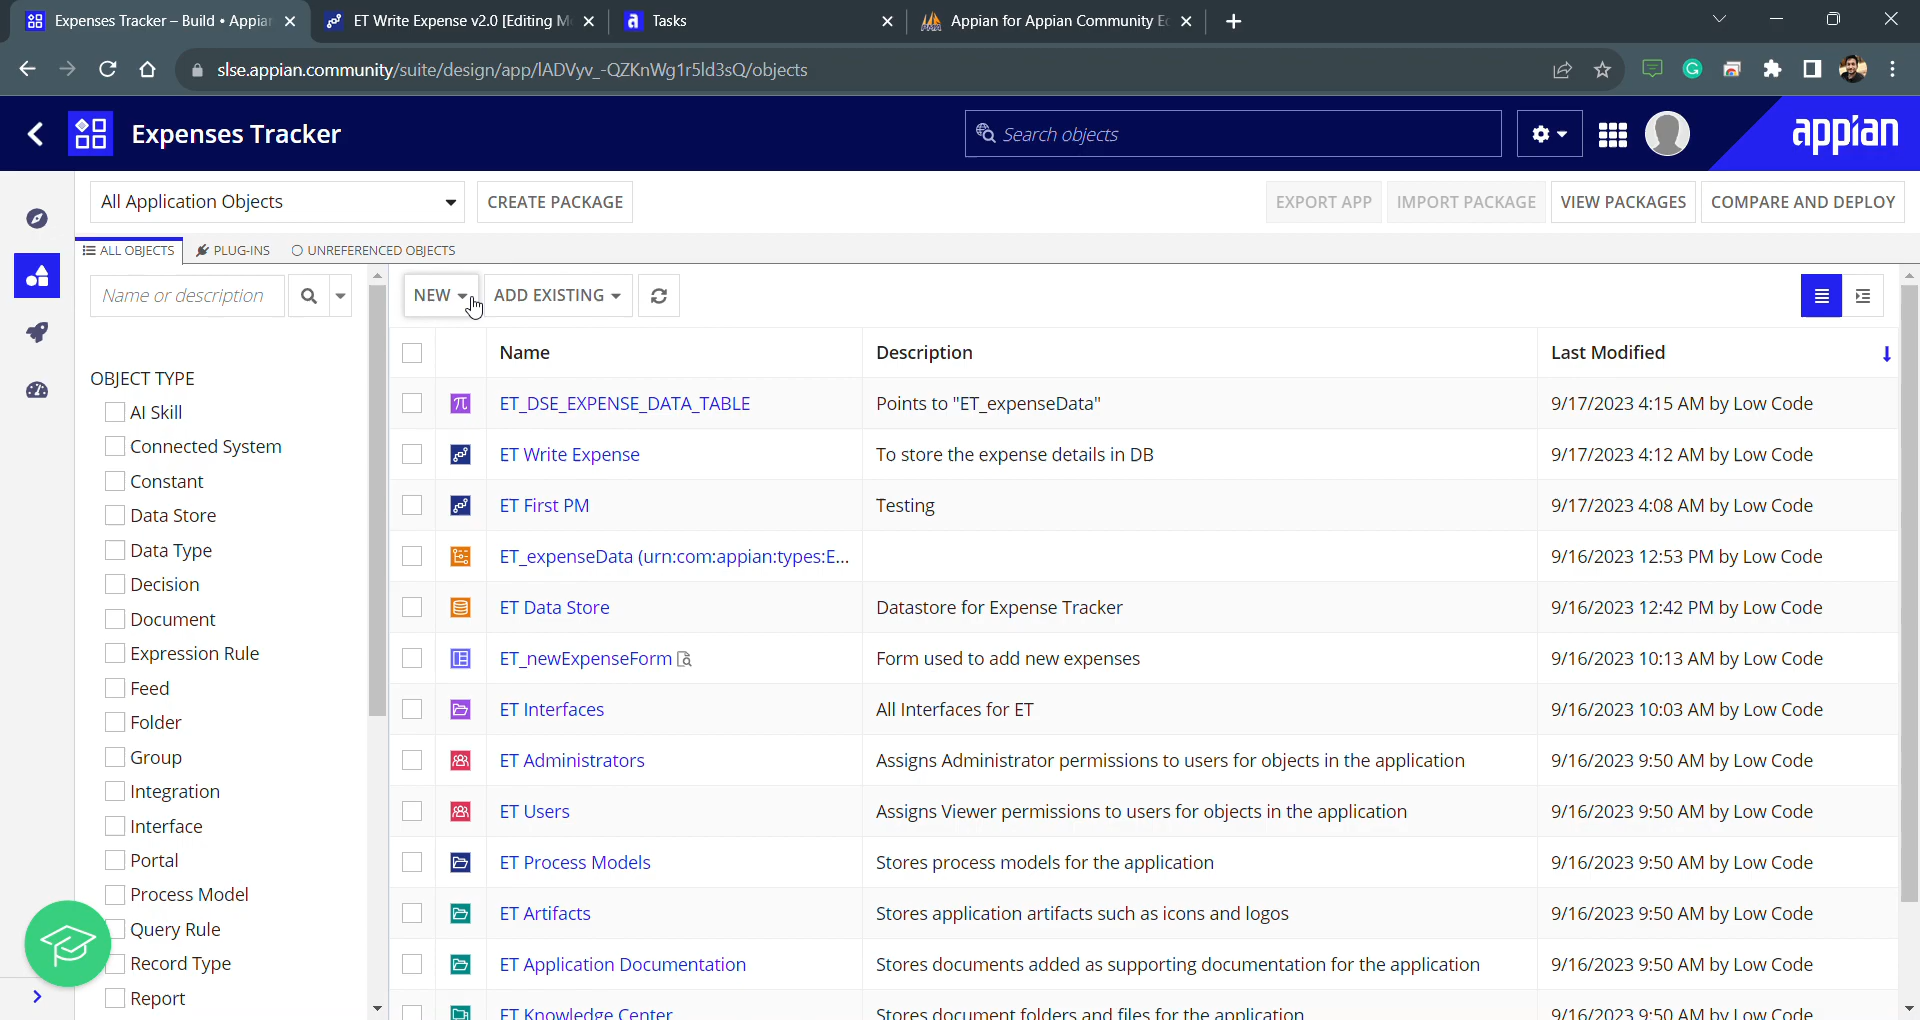 Expenses Tracker – Build • Appian
ET Write Expense v2.0 [Editing M
Tasks
Appian for Appian Community E
slse.appian.community/suite/design/app/lADVyv_-QZKnWg1r5ld3sQ/objects
Expenses Tracker
Search objects
appian
All Application Objects
CREATE PACKAGE
EXPORT APP
IMPORT PACKAGE
VIEW PACKAGES
COMPARE AND DEPLOY
ALL OBJECTS
PLUG-INS
UNREFERENCED OBJECTS
Name or description
NEW
ADD EXISTING
OBJECT TYPE
AI Skill
Connected System
Constant
Data Store
Data Type
Decision
Document
Expression Rule
Feed
Folder
Group
Integration
Interface
Portal
Process Model
Query Rule
Record Type
Report
Name Description Last Modified
ET_DSE_EXPENSE_DATA_TABLE Points to "ET_expenseData" 9/17/2023 4:15 AM by Low Code
ET Write Expense To store the expense details in DB 9/17/2023 4:12 AM by Low Code
ET First PM Testing 9/17/2023 4:08 AM by Low Code
ET_expenseData (urn:com:appian:types:E... 9/16/2023 12:53 PM by Low Code
ET Data Store Datastore for Expense Tracker 9/16/2023 12:42 PM by Low Code
ET_newExpenseForm Form used to add new expenses 9/16/2023 10:13 AM by Low Code
ET Interfaces All Interfaces for ET 9/16/2023 10:03 AM by Low Code
ET Administrators Assigns Administrator permissions to users for objects in the application 9/16/2023 9:50 AM by Low Code
ET Users Assigns Viewer permissions to users for objects in the application 9/16/2023 9:50 AM by Low Code
ET Process Models Stores process models for the application 9/16/2023 9:50 AM by Low Code
ET Artifacts Stores application artifacts such as icons and logos 9/16/2023 9:50 AM by Low Code
ET Application Documentation Stores documents added as supporting documentation for the application 9/16/2023 9:50 AM by Low Code
ET Knowledge Center Stores document folders and files for the application 9/16/2023 9:50 AM by Low Code